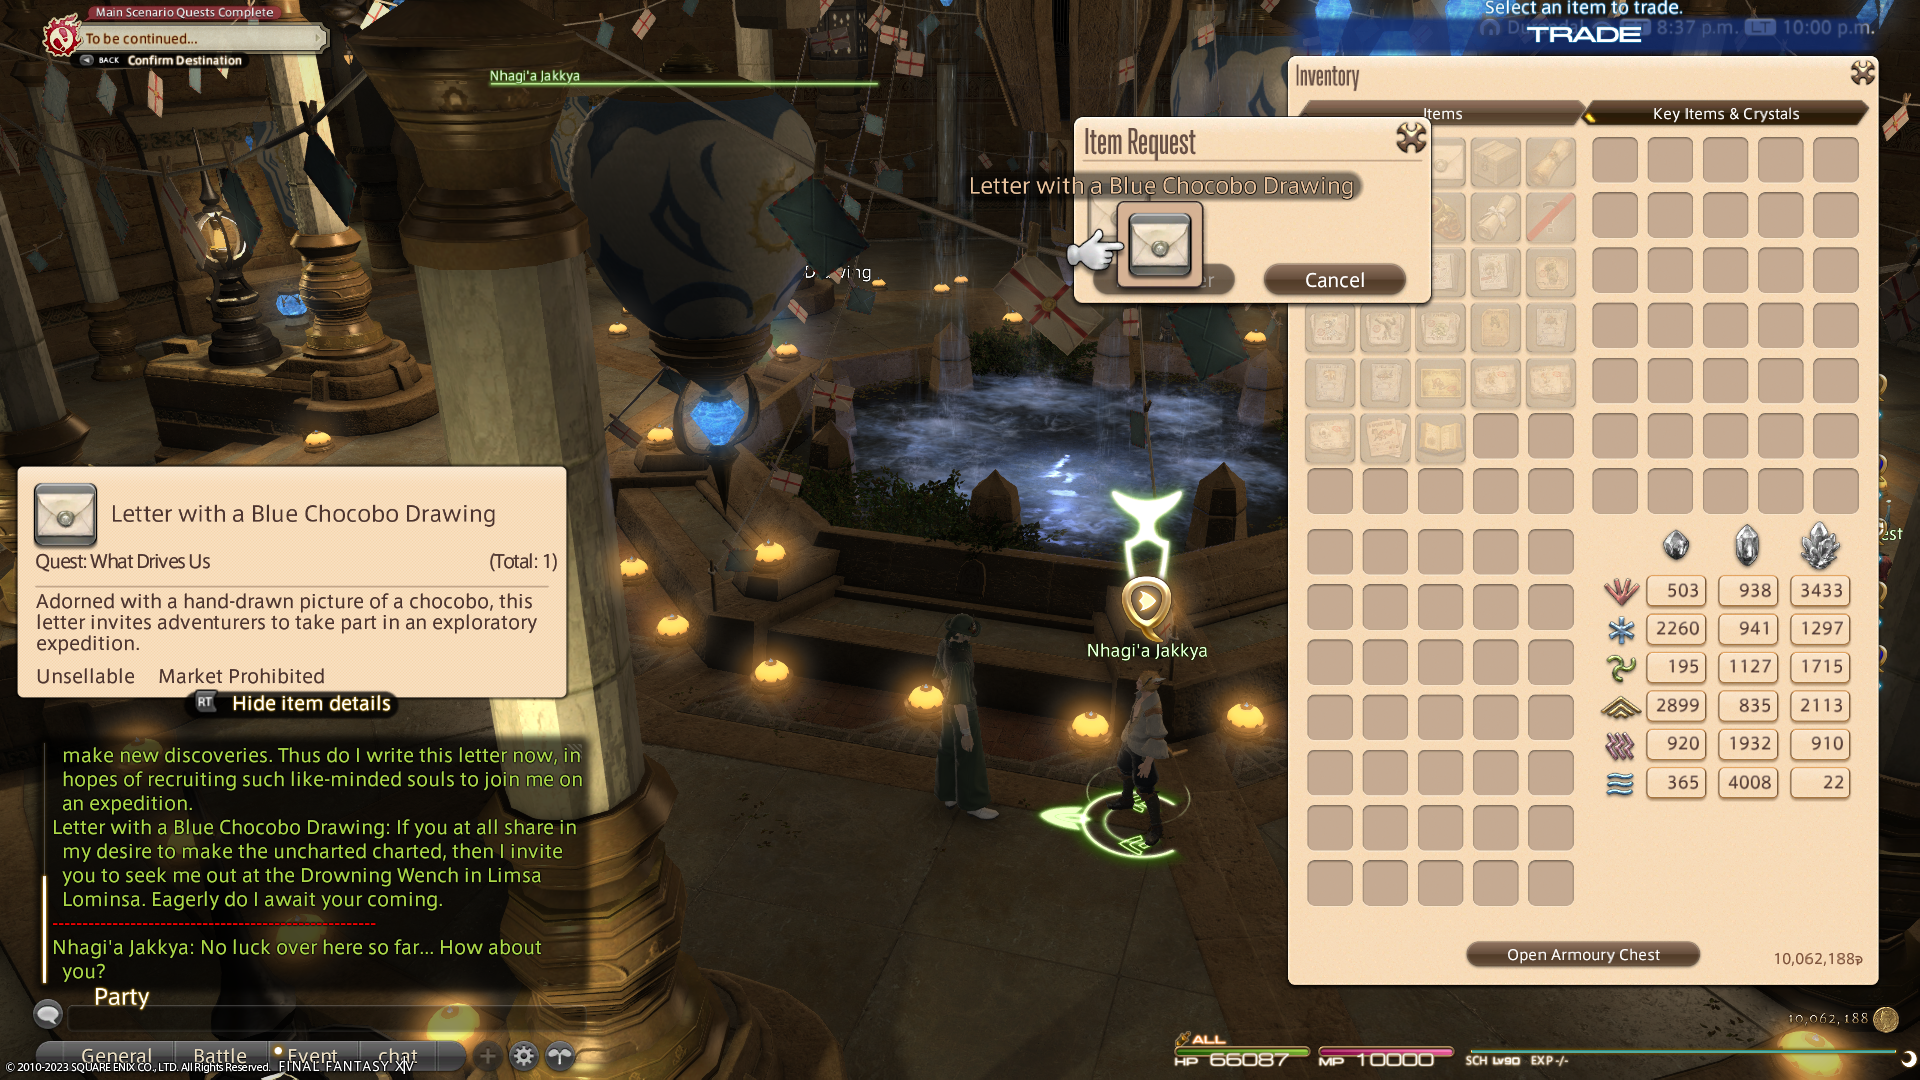 Main Scenario Quests Complete
To be continued...
BACK Confirm Destination
Nhagi'a Jakkya
Select an item to trade.
8:37 p.m. LT 10:00 p.m.
TRADE
Inventory
Items
Key Items & Crystals
Item Request
Letter with a Blue Chocobo Drawing
Cancel
Letter with a Blue Chocobo Drawing
Quest: What Drives Us (Total: 1)
Adorned with a hand-drawn picture of a chocobo, this
letter invites adventurers to take part in an exploratory
expedition.
Unsellable Market Prohibited
RT Hide item details
Nhagi'a Jakkya
503 938 3433
2260 941 1297
195 1127 1715
2899 835 2113
920 1932 910
365 4008 22
Open Armoury Chest
10,062,188
make new discoveries. Thus do I write this letter now, in
hopes of recruiting such like-minded souls to join me on
an expedition.
Letter with a Blue Chocobo Drawing: If you at all share in
my desire to make the uncharted charted, then I invite
you to seek me out at the Drowning Wench in Limsa
Lominsa. Eagerly do I await your coming.
Nhagi'a Jakkya: No luck over here so far... How about
you?
Party
General Battle Event chat
10,062,188
ALL
HP 66087 MP 10000 SCH Lv90 EXP -/-
© 2010-2023 SQUARE ENIX CO., LTD. All Rights Reserved. FINAL FANTASY XIV